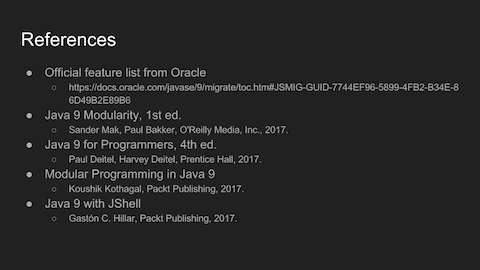 References
● Official feature list from Oracle
○ https://docs.oracle.com/javase/9/migrate/toc.htm#JSMIG-GUID-7744EF96-5899-4FB2-B34E-8
6D49B2E89B6
● Java 9 Modularity, 1st ed.
○ Sander Mak, Paul Bakker, O'Reilly Media, Inc., 2017.
● Java 9 for Programmers, 4th ed.
○ Paul Deitel, Harvey Deitel, Prentice Hall, 2017.
● Modular Programming in Java 9
○ Koushik Kothagal, Packt Publishing, 2017.
● Java 9 with JShell
○ Gastón C. Hillar, Packt Publishing, 2017.